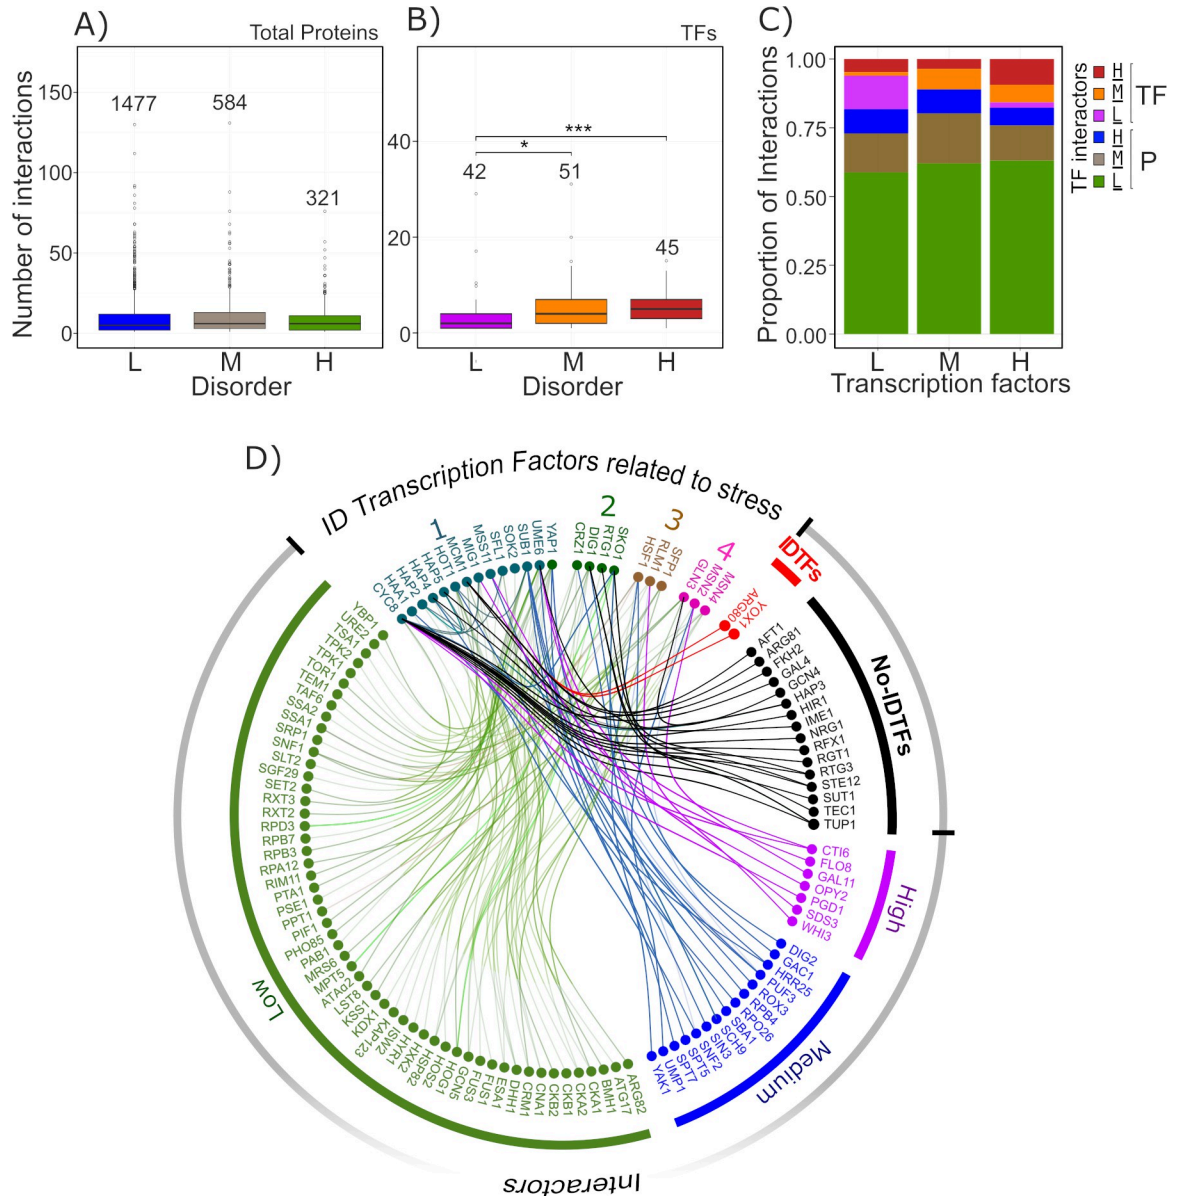 A)
Total Proteins
Number of interactions
150
100
50
0
1477
584
321
L
M
H
Disorder
B)
TFs
40
20
0
***
*
42
51
45
L
M
H
Disorder
C)
Proportion of Interactions
1.00
0.75
0.50
0.25
0.00
L
M
H
Transcription factors
TF interactors
H
M
L
TF
H
M
L
P
D)
ID Transcription Factors related to stress
1
2
3
4
CYC8
HAA1
HAP2
HAP4
HAP5
HOT1
MCM1
MIG1
MSS11
SFL1
SOK2
SUB1
UME6
YAP1
CRZ1
DIG1
RTG1
SKO1
HSF1
RLM1
SFP1
GLN3
MSN2
MSN4
IDTFs
ARG80
YOX1
No-IDTFs
AFT1
ARG81
FKH2
GAL4
GCN4
HAP3
HIR1
IME1
NRG1
RFX1
RGT1
RTG3
STE12
SUT1
TEC1
TUP1
High
CTI6
FLO8
GAL11
OPY2
PGD1
SDS3
WHI3
Medium
DIG2
GAC1
HRR25
PUF3
ROX3
RPB4
RPO26
SBA1
SCH9
SIN3
SNF2
SPT5
SPT7
UMP1
YAK1
Low
ARG82
ATG17
BMH1
CKA1
CKA2
CKB1
CKB2
CNA1
CRM1
DHH1
ESA1
FUS1
FUS3
GCN5
HOG1
HOS2
HSP82
HXT2
HYR1
ISW2
KAP123
KDX1
KSS1
LST8
ATAα2
MPT5
MRS6
PAB1
PHO85
PIF1
PPT1
PSE1
PTA1
RIM11
RPA12
RPB3
RPB7
RPD3
RXT2
RXT3
SET2
SGF29
SLT2
SNF1
SRP1
SSA1
SSA2
TAF6
TEM1
TOR1
TPK1
TPK2
TSA1
URE2
YBP1
Interactors